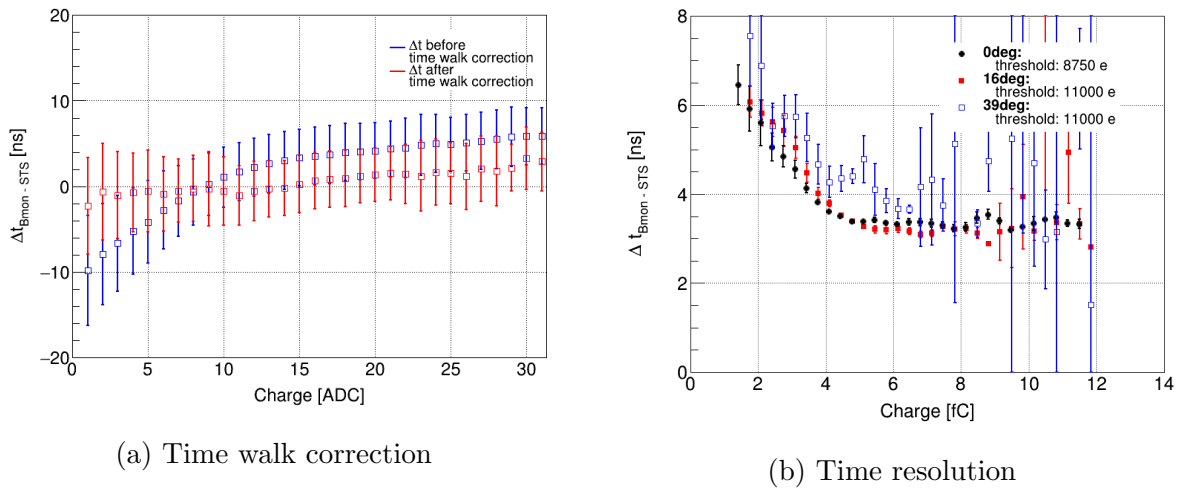 20
10
0
−10
−20
0
5
10
15
20
25
30
Δt_Bmon - STS [ns]
Charge [ADC]
Δt before
time walk correction
Δt after
time walk correction
(a) Time walk correction
8
6
4
2
0
0
2
4
6
8
10
12
14
Δ t_Bmon - STS [ns]
Charge [fC]
0deg:
threshold: 8750 e
16deg:
threshold: 11000 e
39deg:
threshold: 11000 e
(b) Time resolution